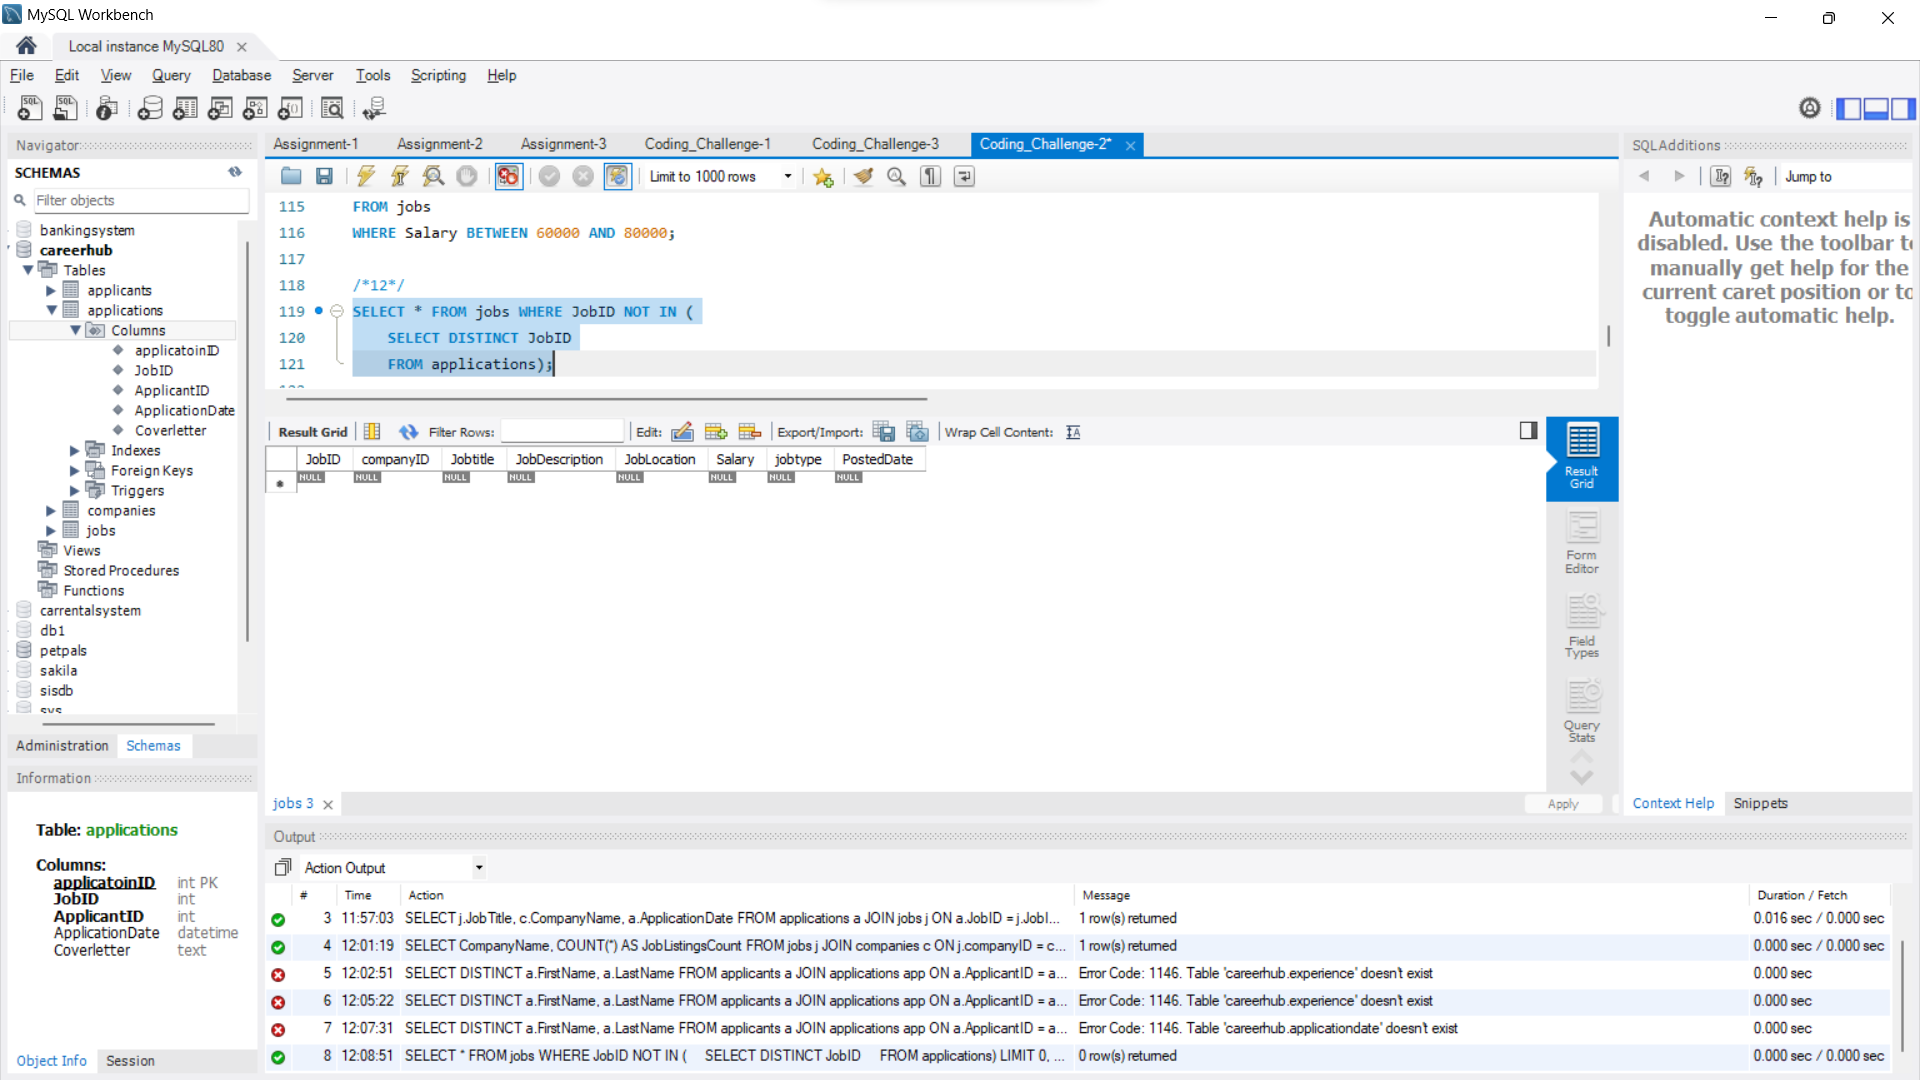 MySQL Workbench
Local instance MySQL80
File Edit View Query Database Server Tools Scripting Help
Navigator
SCHEMAS
Filter objects
bankingsystem
careerhub
Tables
applicants
applications
Columns
applicatoinID
JobID
ApplicantID
ApplicationDate
Coverletter
Indexes
Foreign Keys
Triggers
companies
jobs
Views
Stored Procedures
Functions
carrentalsystem
db1
petpals
sakila
sisdb
sys
Administration Schemas
Information
Table: applications
Columns:
applicatoinID int PK
JobID int
ApplicantID int
ApplicationDate datetime
Coverletter text
Object Info Session
Assignment-1 Assignment-2 Assignment-3 Coding_Challenge-1 Coding_Challenge-3 Coding_Challenge-2*
Limit to 1000 rows
115 FROM jobs
116 WHERE Salary BETWEEN 60000 AND 80000;
117
118 /*12*/
119 SELECT * FROM jobs WHERE JobID NOT IN (
120 SELECT DISTINCT JobID
121 FROM applications);
122
Result Grid Filter Rows: Edit: Export/Import: Wrap Cell Content:
JobID companyID Jobtitle JobDescription JobLocation Salary jobtype PostedDate
NULL NULL NULL NULL NULL NULL NULL NULL
Result Grid
Form Editor
Field Types
Query Stats
jobs 3
Apply
SQLAdditions
Jump to
Automatic context help is
disabled. Use the toolbar to
manually get help for the
current caret position or to
toggle automatic help.
Context Help Snippets
Output
Action Output
# Time Action Message Duration / Fetch
3 11:57:03 SELECT j.JobTitle, c.CompanyName, a.ApplicationDate FROM applications a JOIN jobs j ON a.JobID = j.JobI... 1 row(s) returned 0.016 sec / 0.000 sec
4 12:01:19 SELECT CompanyName, COUNT(*) AS JobListingsCount FROM jobs j JOIN companies c ON j.companyID = c... 1 row(s) returned 0.000 sec / 0.000 sec
5 12:02:51 SELECT DISTINCT a.FirstName, a.LastName FROM applicants a JOIN applications app ON a.ApplicantID = a... Error Code: 1146. Table 'careerhub.experience' doesn't exist 0.000 sec
6 12:05:22 SELECT DISTINCT a.FirstName, a.LastName FROM applicants a JOIN applications app ON a.ApplicantID = a... Error Code: 1146. Table 'careerhub.experience' doesn't exist 0.000 sec
7 12:07:31 SELECT DISTINCT a.FirstName, a.LastName FROM applicants a JOIN applications app ON a.ApplicantID = a... Error Code: 1146. Table 'careerhub.applicationdate' doesn't exist 0.000 sec
8 12:08:51 SELECT * FROM jobs WHERE JobID NOT IN ( SELECT DISTINCT JobID FROM applications) LIMIT 0, ... 0 row(s) returned 0.000 sec / 0.000 sec